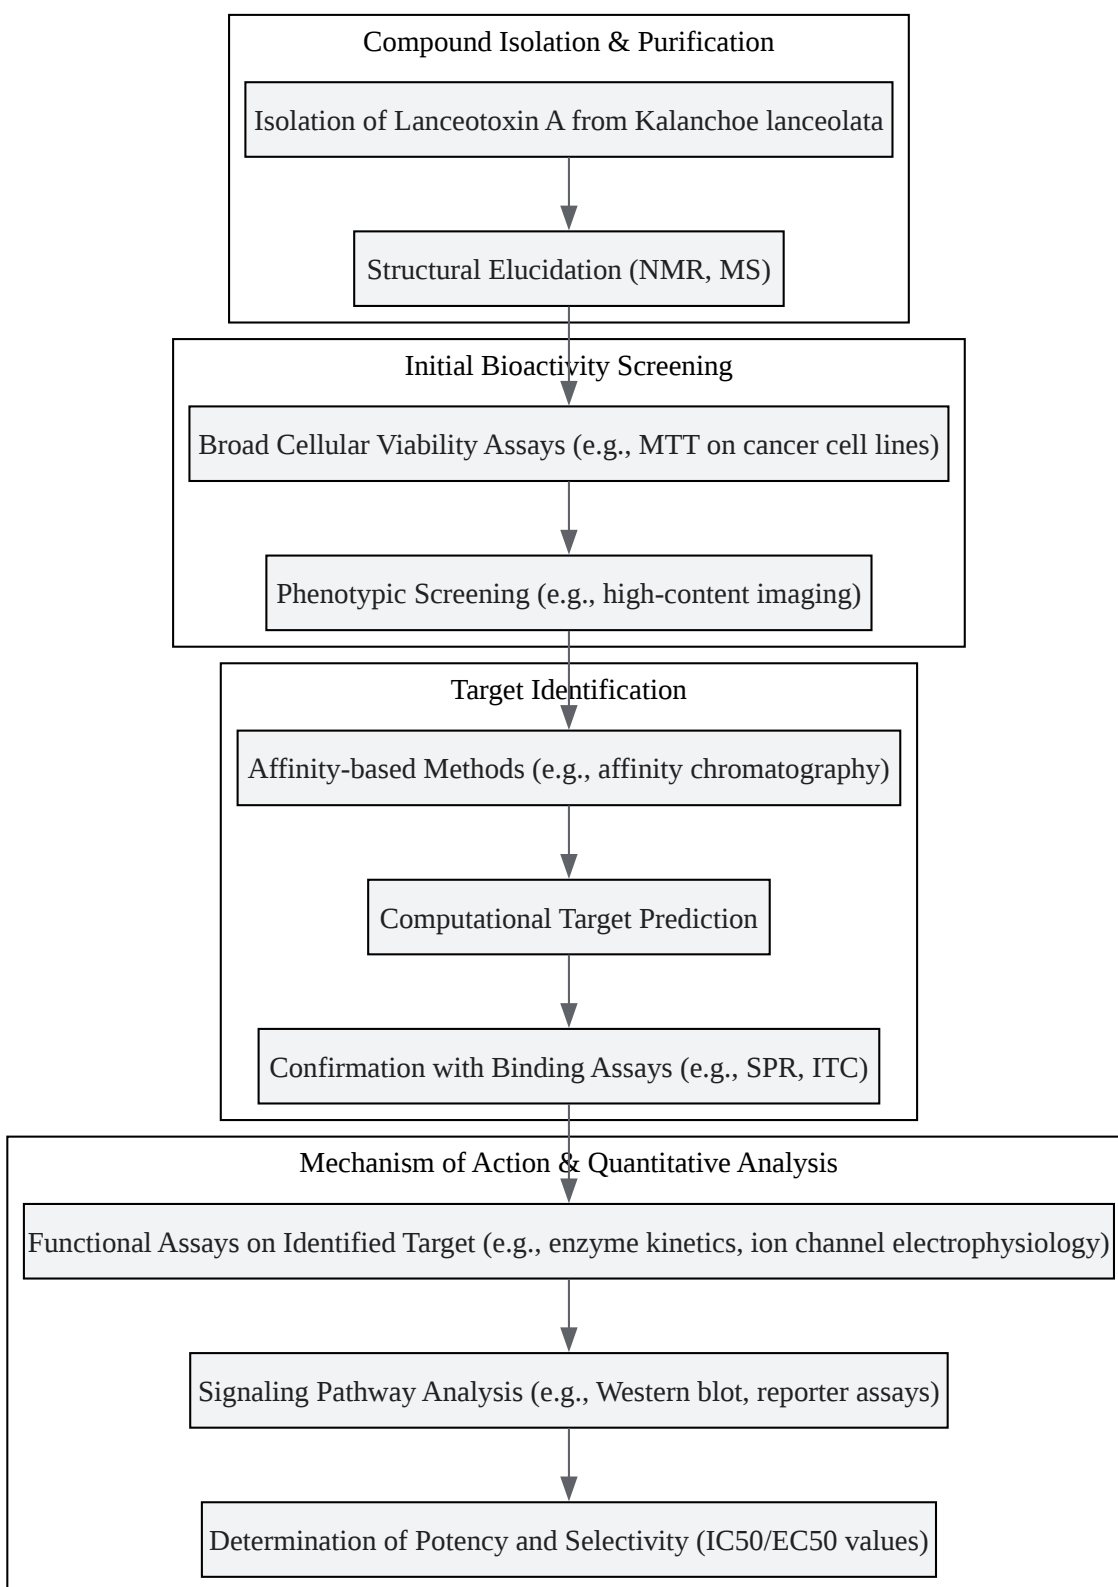 Compound Isolation & Purification
Isolation of Lanceotoxin A from Kalanchoe lanceolata
Structural Elucidation (NMR, MS)
Initial Bioactivity Screening
Broad Cellular Viability Assays (e.g., MTT on cancer cell lines)
Phenotypic Screening (e.g., high-content imaging)
Target Identification
Affinity-based Methods (e.g., affinity chromatography)
Computational Target Prediction
Confirmation with Binding Assays (e.g., SPR, ITC)
Mechanism of Action & Quantitative Analysis
Functional Assays on Identified Target (e.g., enzyme kinetics, ion channel electrophysiology)
Signaling Pathway Analysis (e.g., Western blot, reporter assays)
Determination of Potency and Selectivity (IC50/EC50 values)